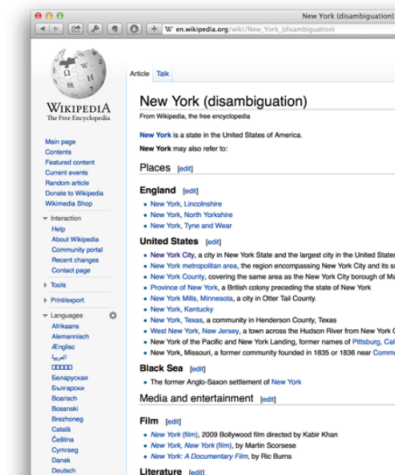 New York (disambiguation)
W en.wikipedia.org/wiki/New_York_(disambiguation)
WIKIPEDIA
The Free Encyclopedia
Main page
Contents
Featured content
Current events
Random article
Donate to Wikipedia
Wikimedia Shop
Interaction
Help
About Wikipedia
Community portal
Recent changes
Contact page
Tools
Print/export
Languages
Afrikaans
Alemannisch
Ænglisc
العربية
Беларуская
Български
Boarisch
Bosanski
Brezhoneg
Català
Čeština
Cymraeg
Dansk
Deutsch
Article Talk
New York (disambiguation)
From Wikipedia, the free encyclopedia
New York is a state in the United States of America.
New York may also refer to:
Places [edit]
England [edit]
New York, Lincolnshire
New York, North Yorkshire
New York, Tyne and Wear
United States [edit]
New York City, a city in New York State and the largest city in the United States
New York metropolitan area, the region encompassing New York City and its
New York County, covering the same area as the New York City borough of
Province of New York, a British colony preceding the state of New York
New York Mills, Minnesota, a city in Otter Tail County.
New York, Kentucky
New York, Texas, a community in Henderson County, Texas
West New York, New Jersey, a town across the Hudson River from New York
New York of the Pacific and New York Landing, former names of Pittsburg,
New York, Missouri, a former community founded in 1835 or 1836 near
Black Sea [edit]
The former Anglo-Saxon settlement of New York
Media and entertainment [edit]
Film [edit]
New York (film), 2009 Bollywood film directed by Kabir Khan
New York, New York (film), by Martin Scorsese
New York: A Documentary Film, by Ric Burns
Literature [edit]